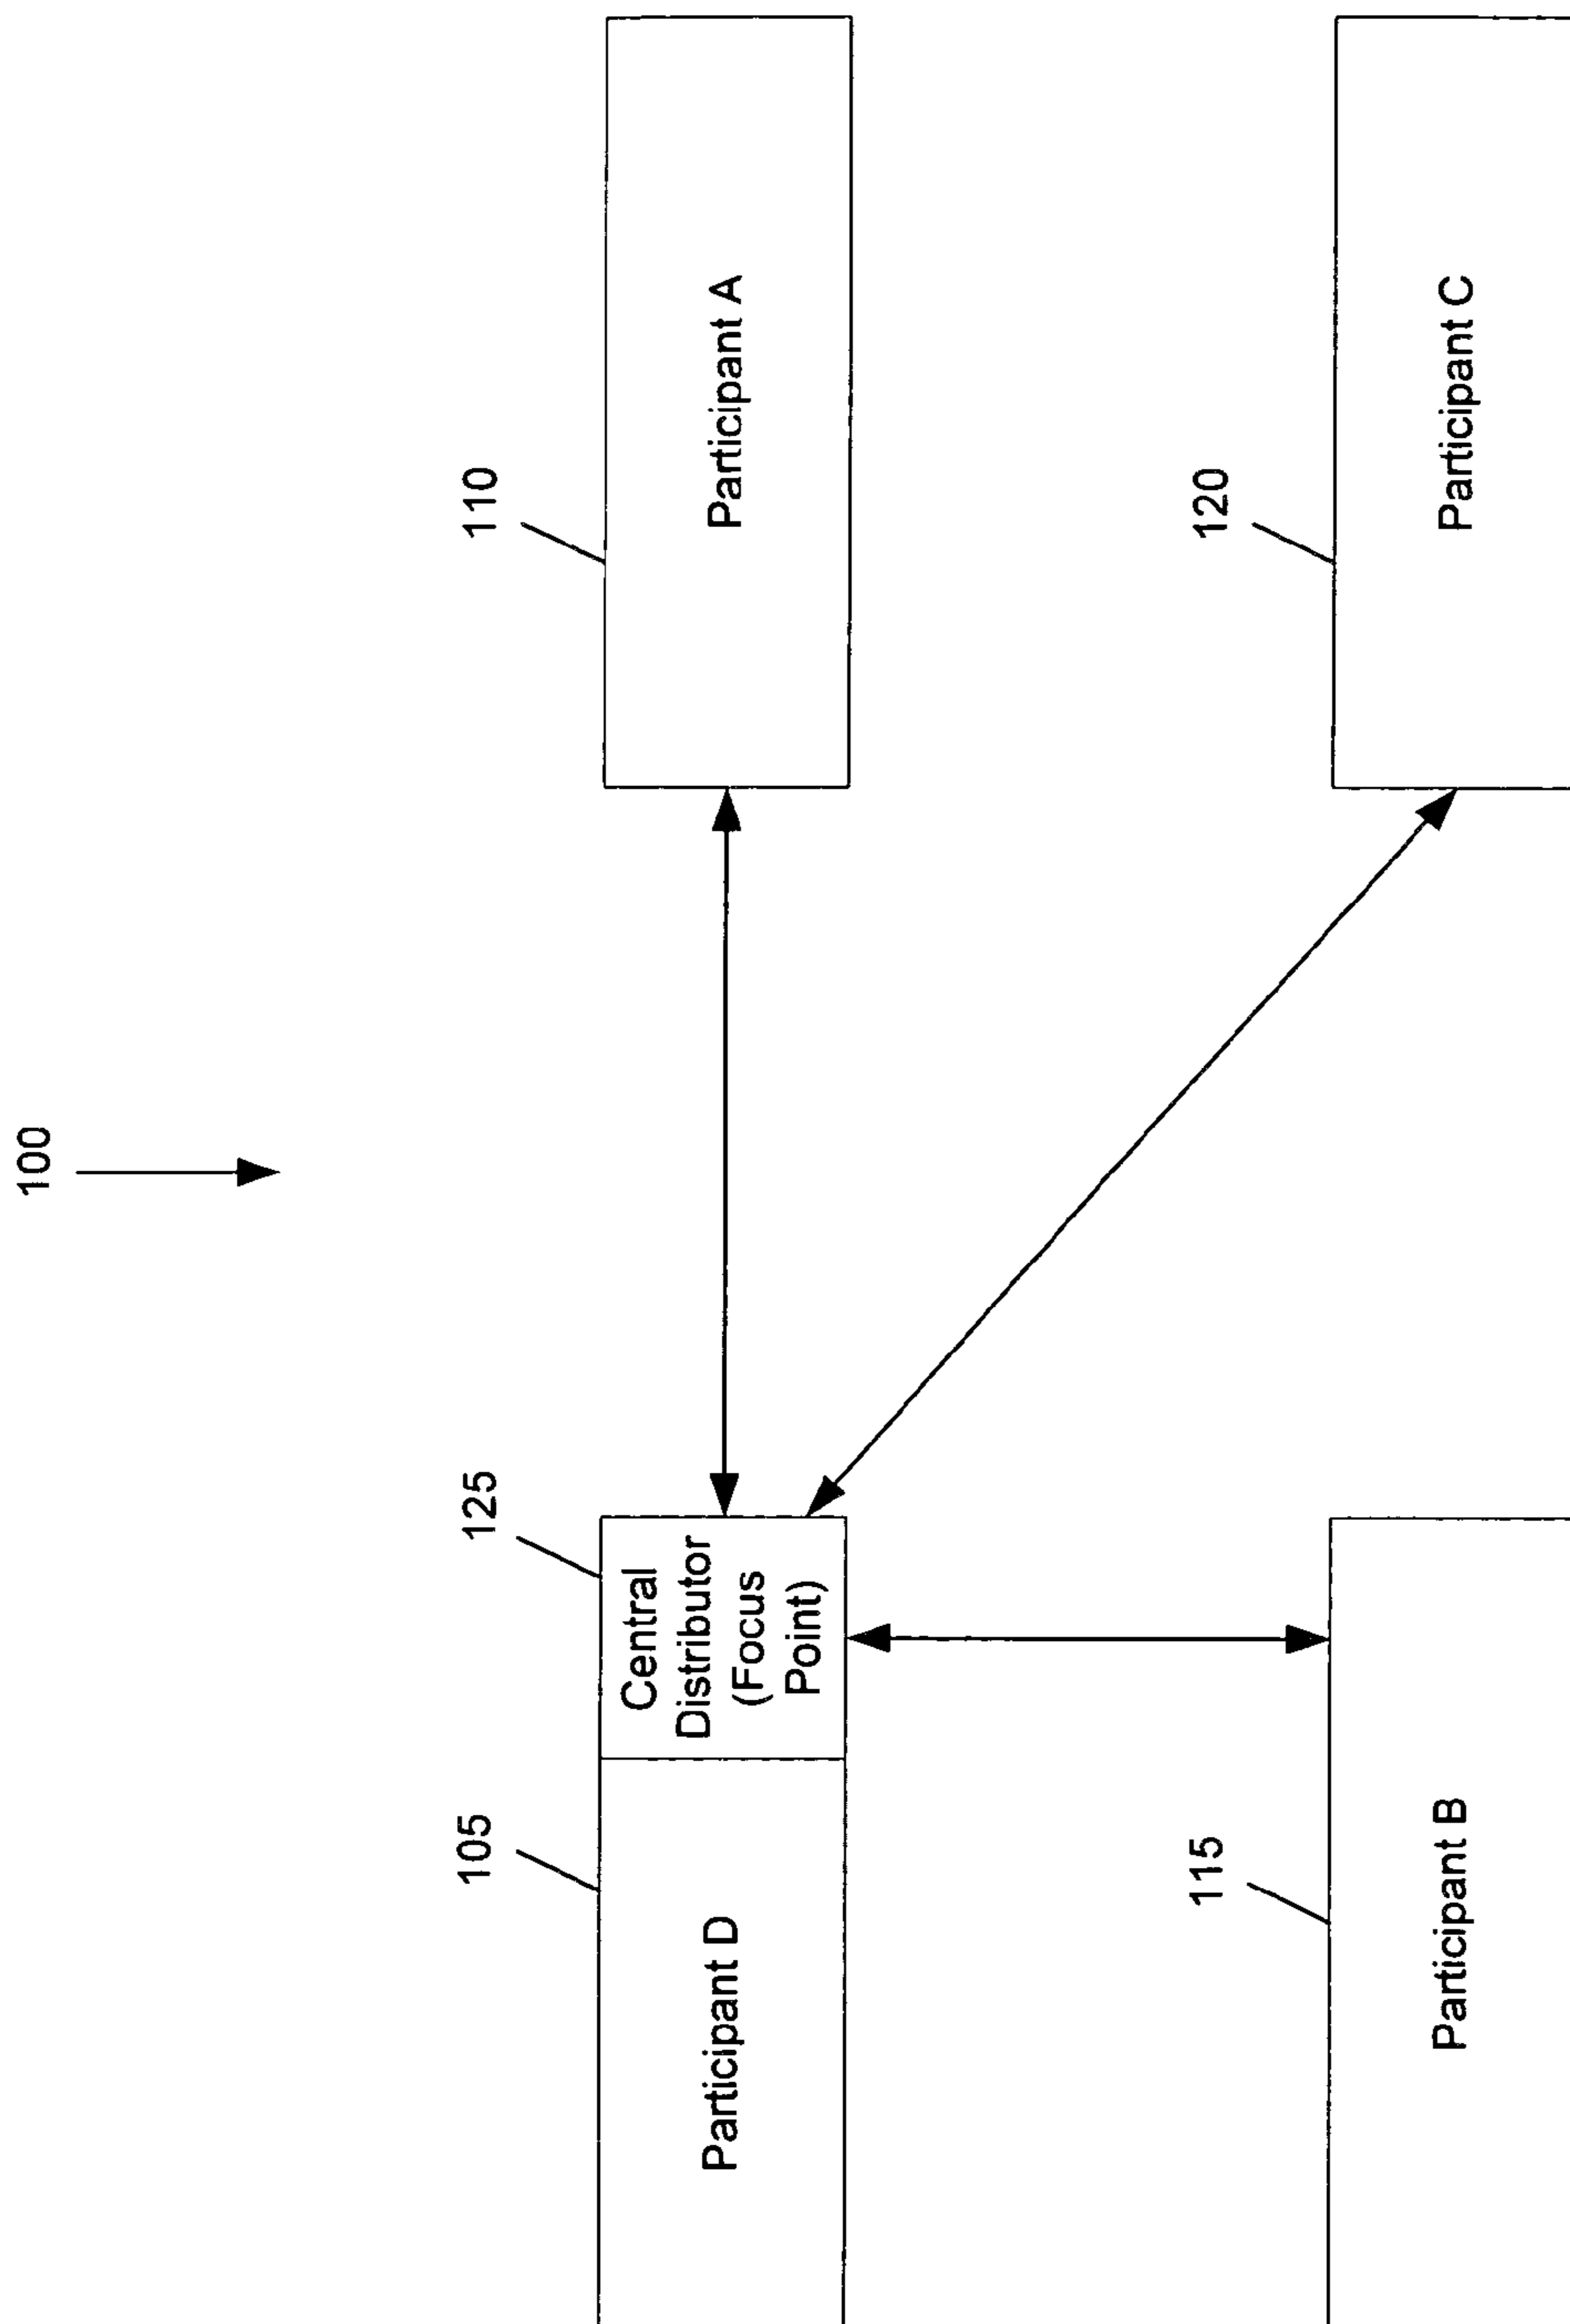 100
105
125
110
Participant D
Central
Distributor
(Focus
Point)
Participant A
115
120
Participant B
Participant C